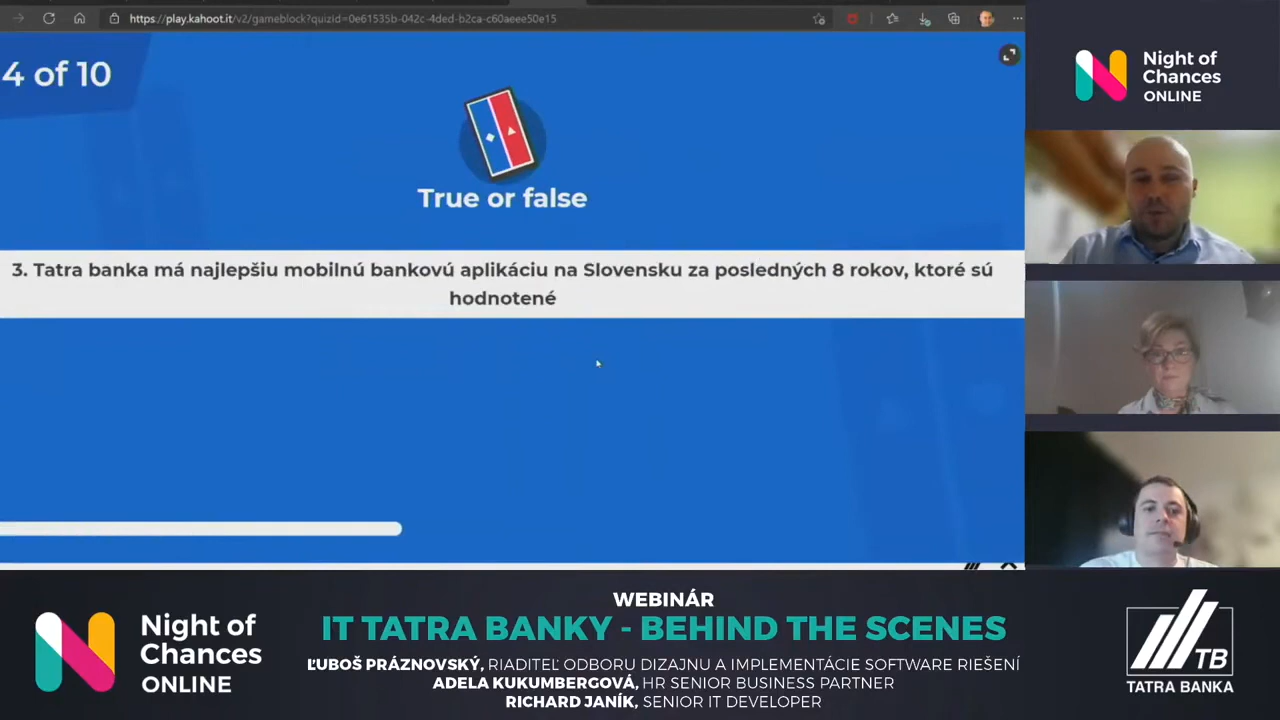 https://play.kahoot.it/v2/gameblock?quizid=0e61535b-042c-4ded-b2ca-c60aeee50e15
4 of 10
True or false
3. Tatra banka má najlepšiu mobilnú bankovú aplikáciu na Slovensku za posledných 8 rokov, ktoré sú
hodnotené
Night of
Chances
ONLINE
Night of
Chances
ONLINE
WEBINÁR
IT TATRA BANKY - BEHIND THE SCENES
ĽUBOŠ PRÁZNOVSKÝ, RIADITEĽ ODBORU DIZAJNU A IMPLEMENTÁCIE SOFTWARE RIEŠENÍ
ADELA KUKUMBERGOVÁ, HR SENIOR BUSINESS PARTNER
RICHARD JANÍK, SENIOR IT DEVELOPER
TB
TATRA BANKA